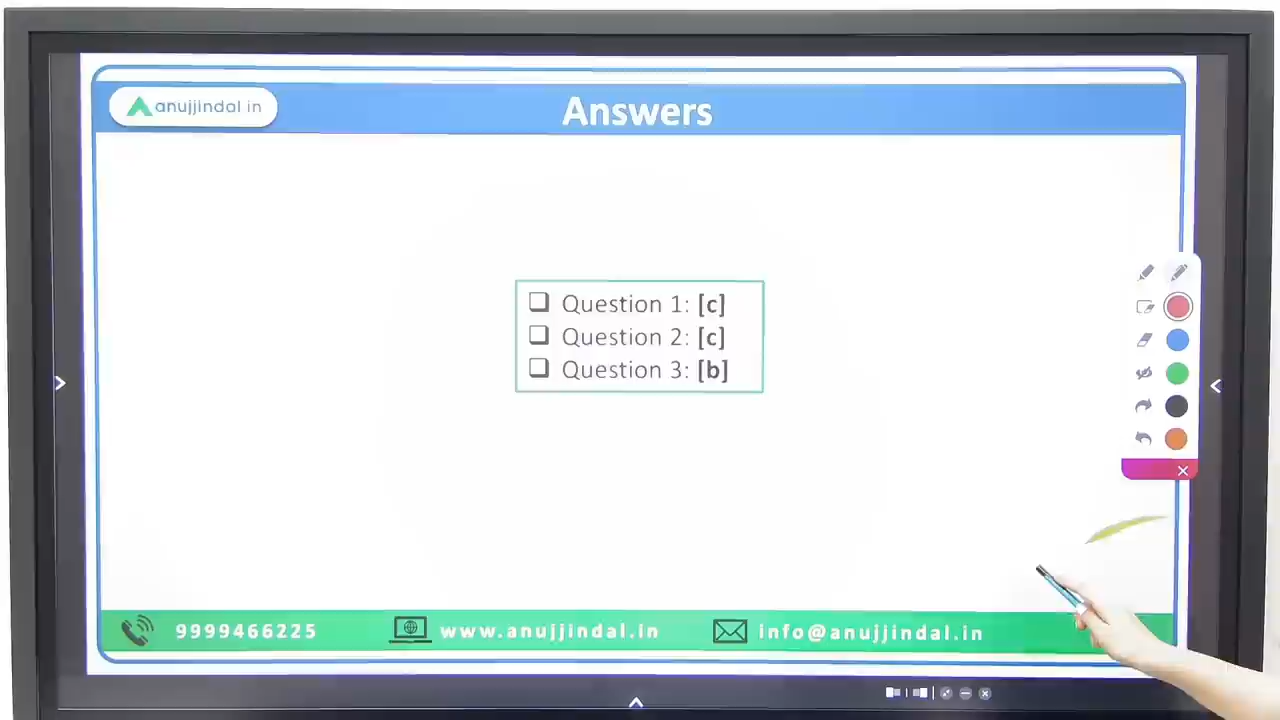 anujjindal.in
Answers
Question 1: [c]
Question 2: [c]
Question 3: [b]
9999466225
www.anujjindal.in
info@anujjindal.in